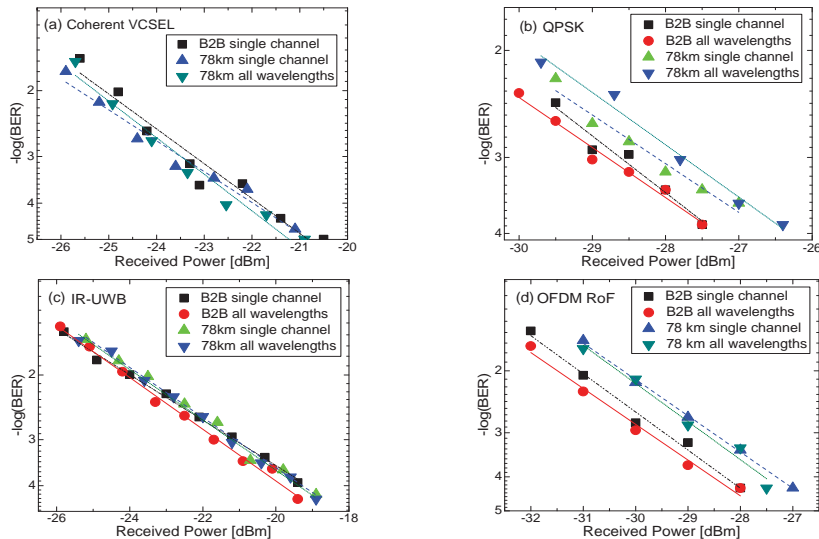 (a) Coherent VCSEL
B2B single channel
78km single channel
78km all wavelengths
-log(BER)
2
3
4
5
-26 -25 -24 -23 -22 -21 -20
Received Power [dBm]
(b) QPSK
B2B single channel
B2B all wavelengths
78km single channel
78km all wavelengths
-log(BER)
2
3
4
-30 -29 -28 -27 -26
Received Power [dBm]
(c) IR-UWB
B2B single channel
B2B all wavelengths
78km single channel
78km all wavelengths
-log(BER)
2
3
4
5
-26 -24 -22 -20 -18
Received Power [dBm]
(d) OFDM RoF
B2B single channel
B2B all wavelengths
78 km single channel
78 km all wavelengths
-log(BER)
2
3
4
5
-32 -31 -30 -29 -28 -27
Received Power [dBm]